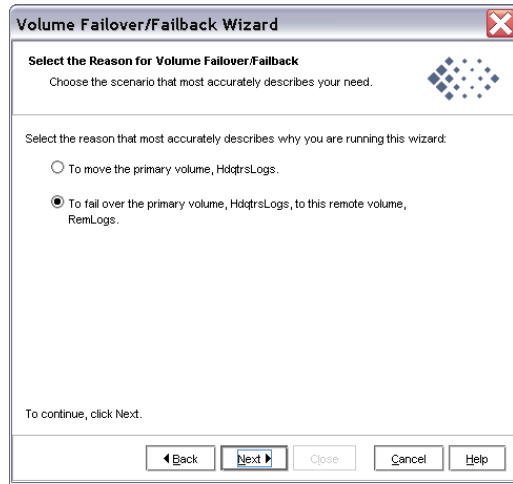 Volume Failover/Failback Wizard
Select the Reason for Volume Failover/Failback
Choose the scenario that most accurately describes your need.
Select the reason that most accurately describes why you are running this wizard:
To move the primary volume, HdqtrsLogs.
To fail over the primary volume, HdqtrsLogs, to this remote volume,
RemLogs.
To continue, click Next.
Back Next Close Cancel Help